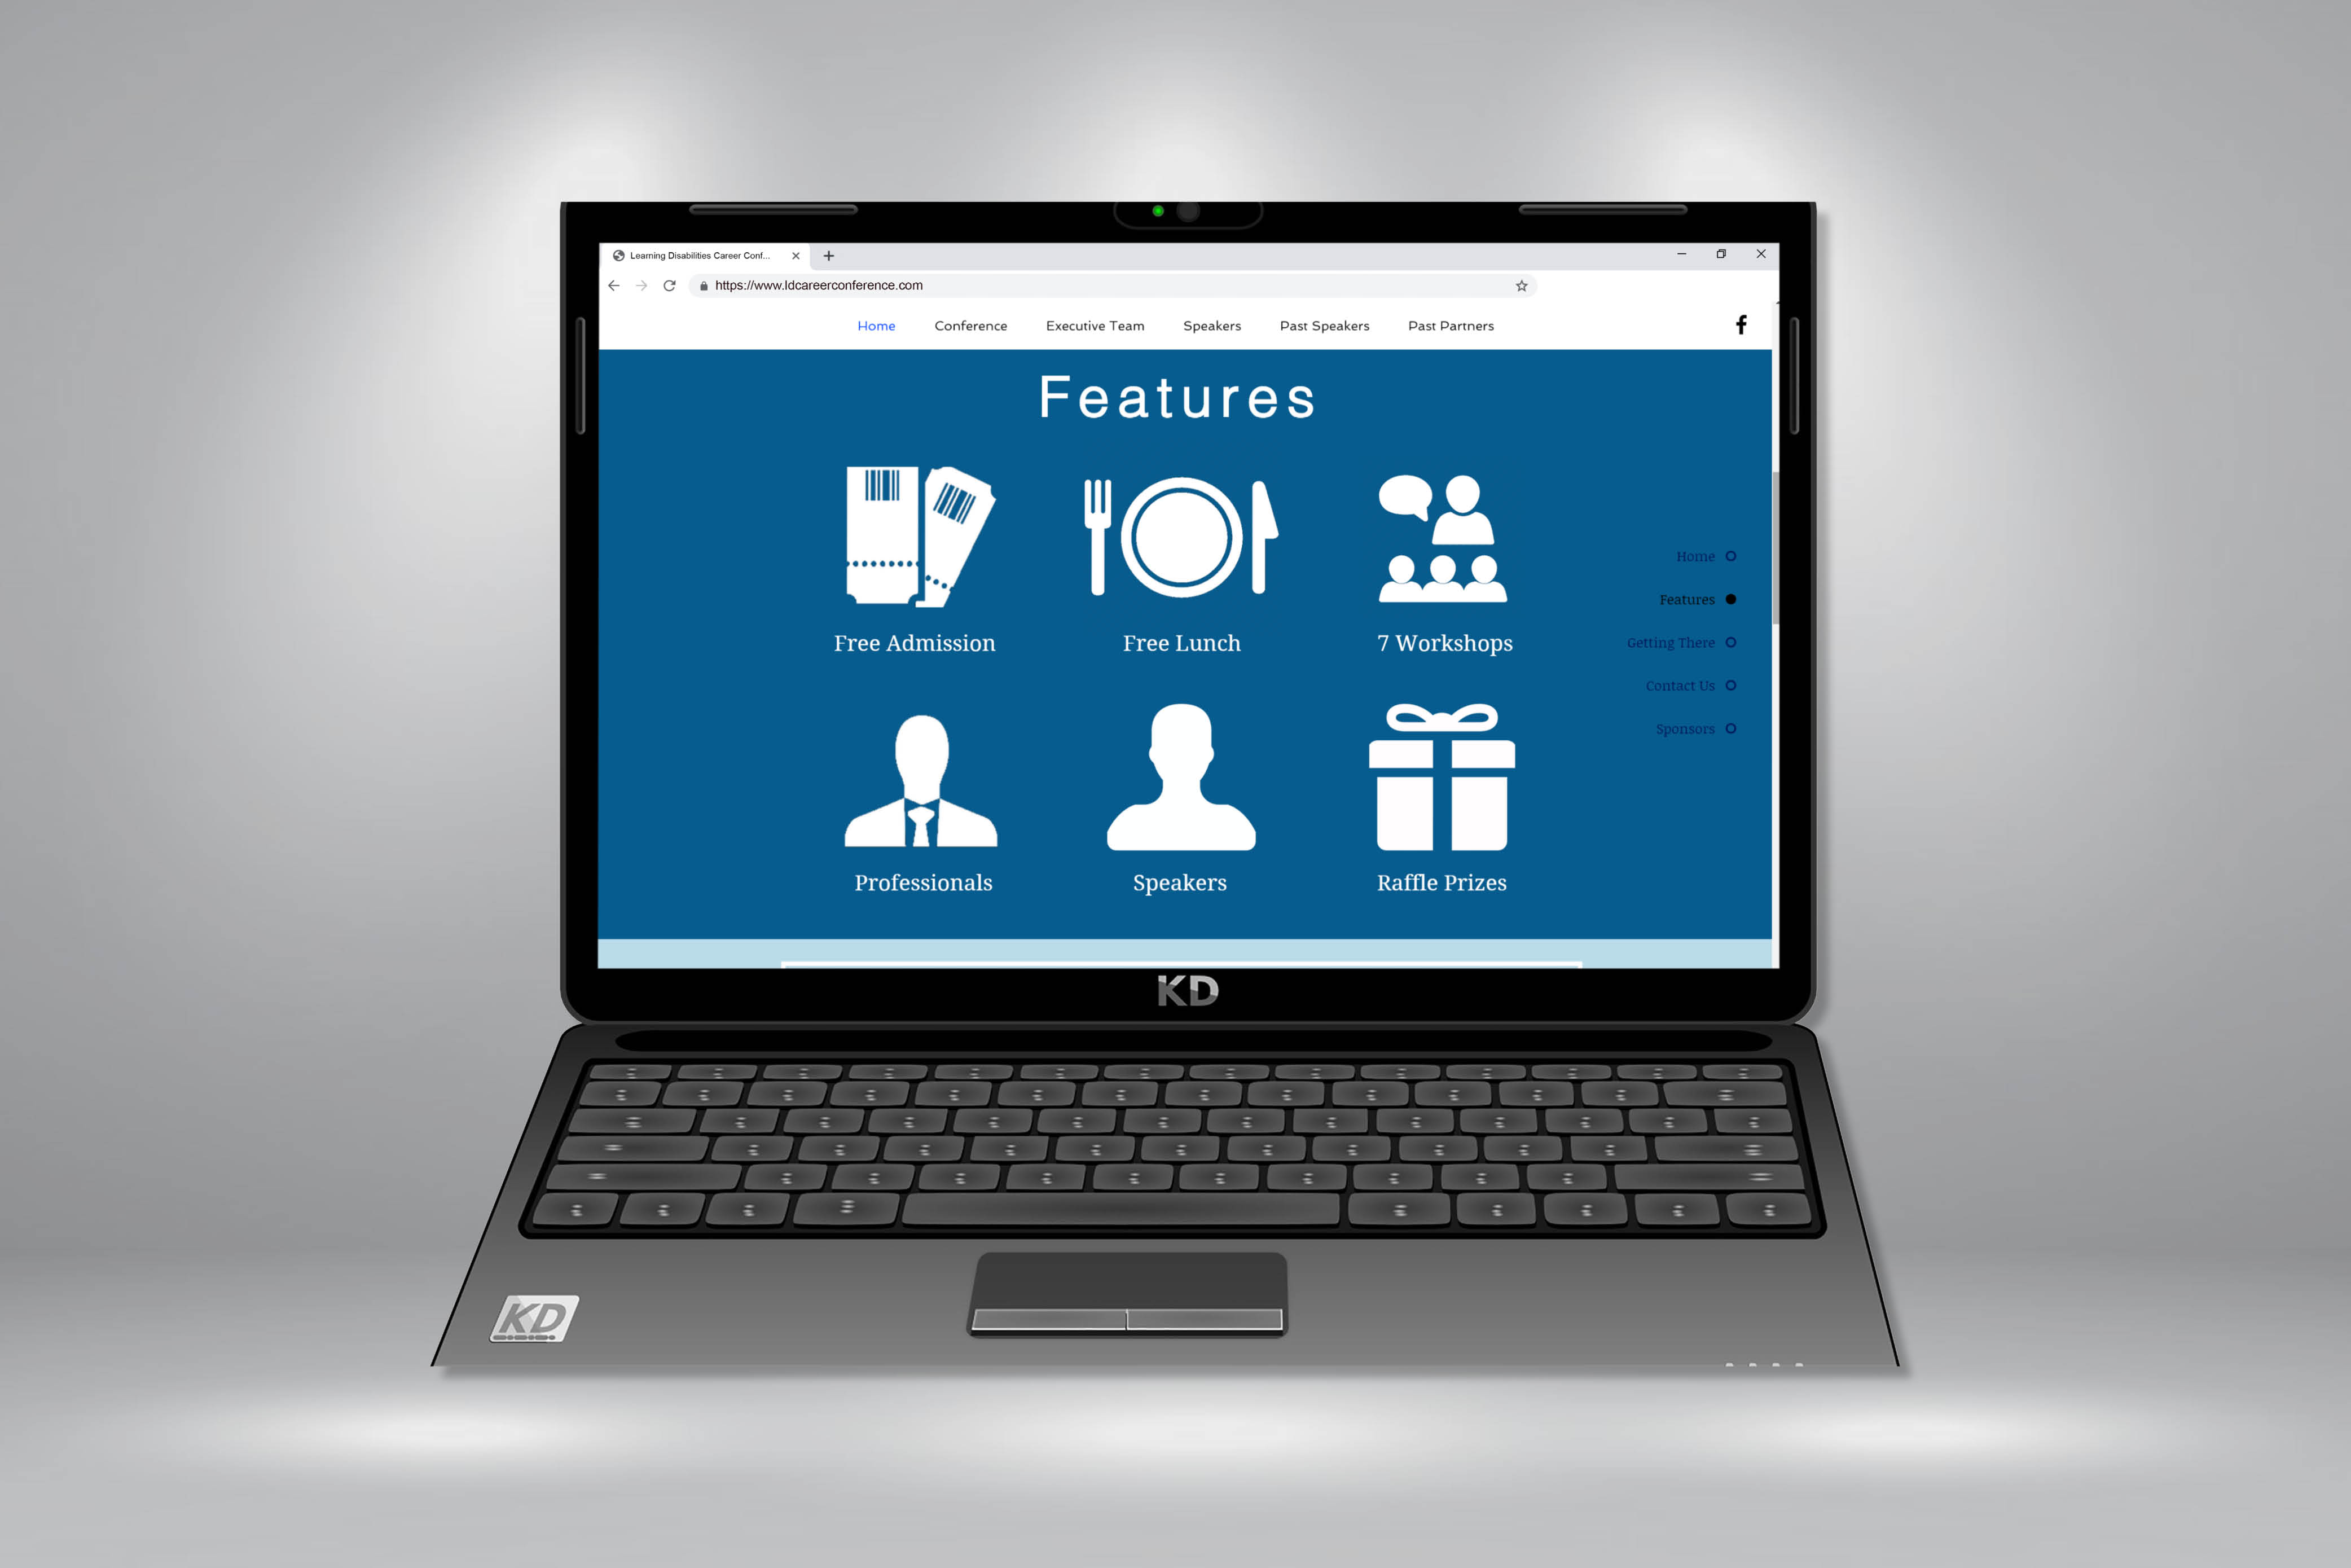 Learning Disabilities Career Conf...
https://www.ldcareerconference.com
Home Conference Executive Team Speakers Past Speakers Past Partners
Features
Free Admission Free Lunch 7 Workshops
Professionals Speakers Raffle Prizes
Home
Features
Getting There
Contact Us
Sponsors
KD
KD